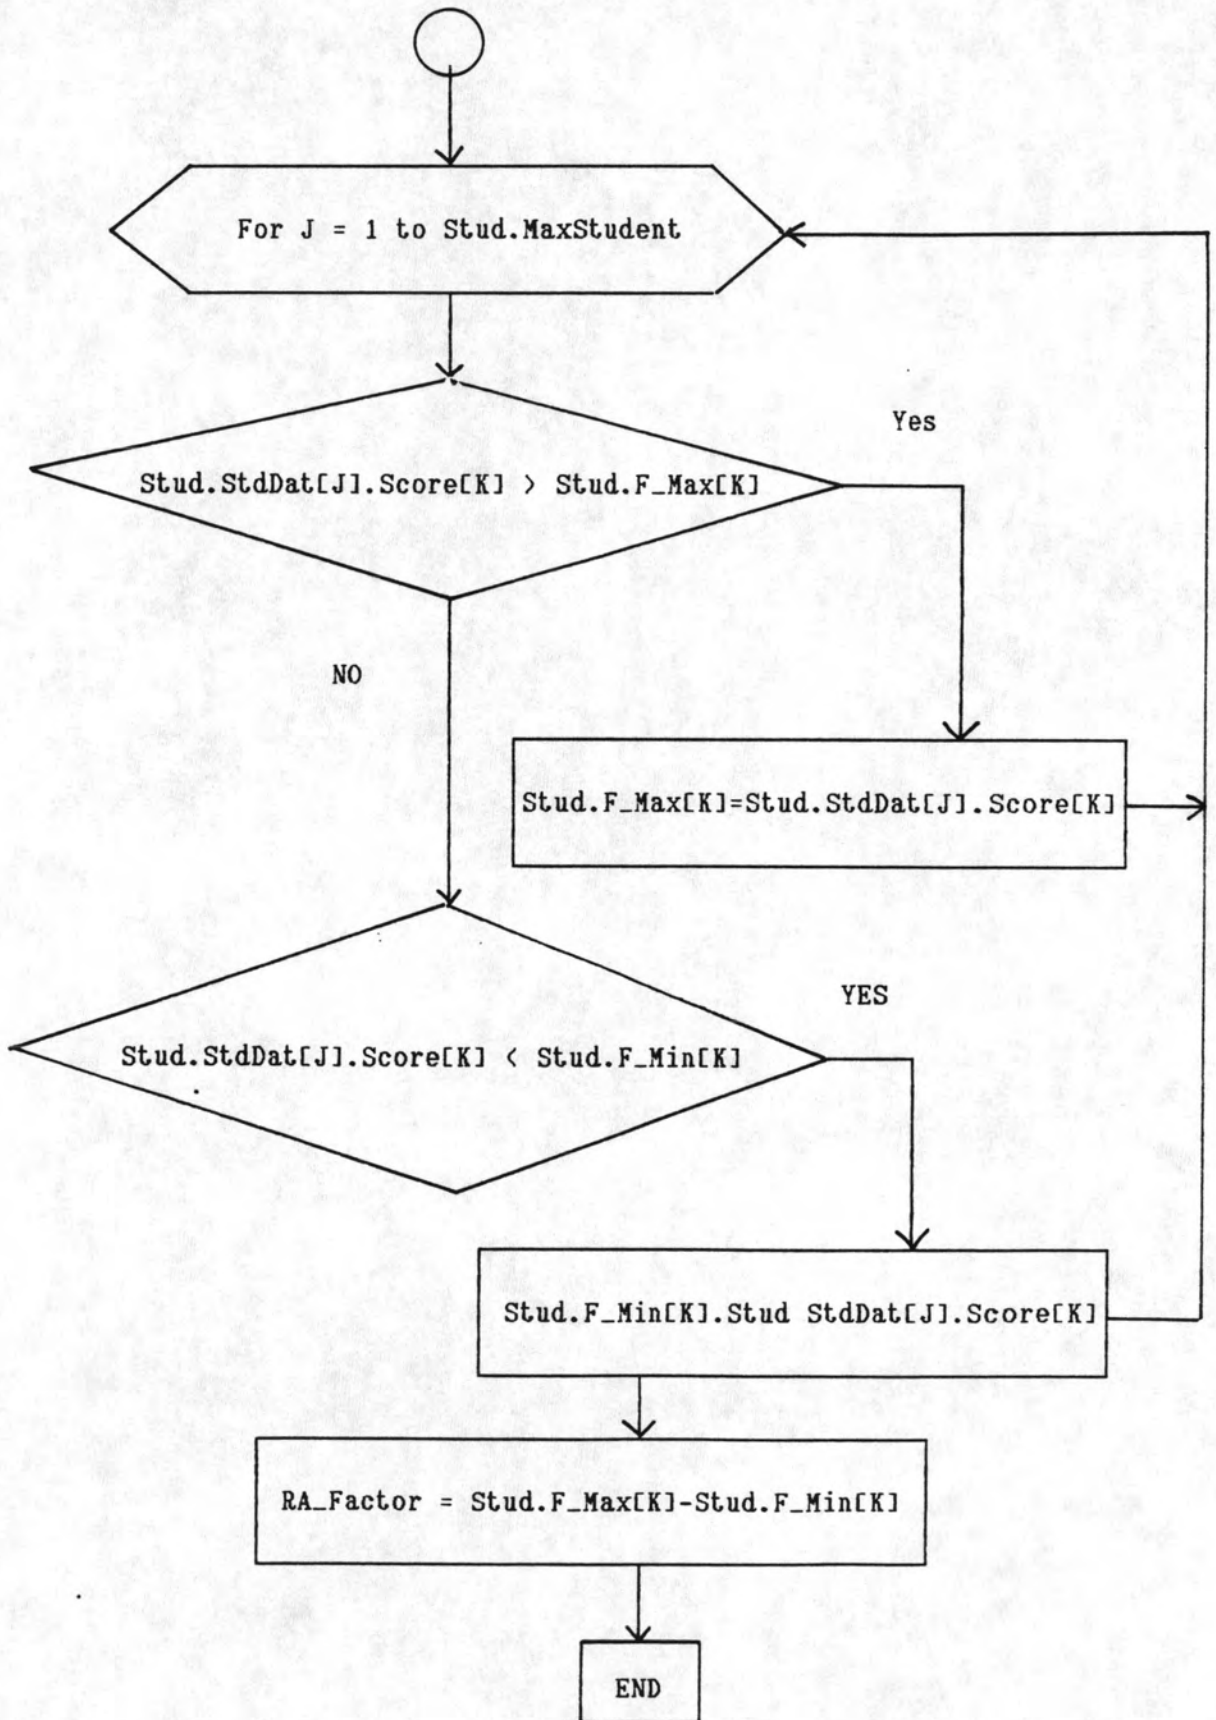 For J = 1 to Stud.MaxStudent
Yes
Stud.StdDat[J].Score[K] > Stud.F_Max[K]
NO
Stud.F_Max[K]=Stud.StdDat[J].Score[K]
YES
Stud.StdDat[J].Score[K] < Stud.F_Min[K]
Stud.F_Min[K].Stud StdDat[J].Score[K]
RA_Factor = Stud.F_Max[K]-Stud.F_Min[K]
END